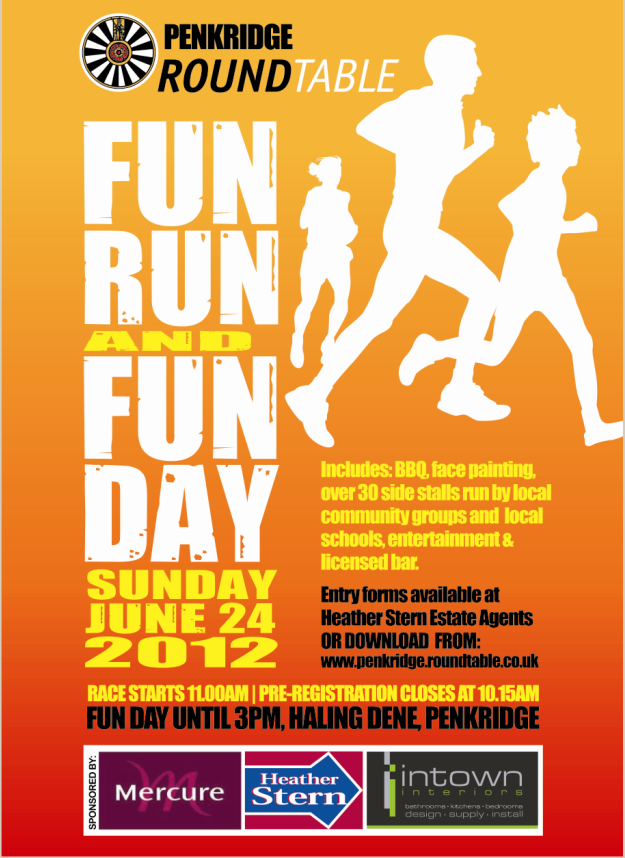 PENKRIDGE
ROUNDTABLE
FUN
RUN
AND
FUN
DAY
SUNDAY
JUNE 24
2012
Includes: BBQ, face painting,
over 30 side stalls run by local
community groups and local
schools, entertainment &
licensed bar.
Entry forms available at
Heather Stern Estate Agents
OR DOWNLOAD FROM:
www.penkridge.roundtable.co.uk
RACE STARTS 11.00AM | PRE-REGISTRATION CLOSES AT 10.15AM
FUN DAY UNTIL 3PM, HALING DENE, PENKRIDGE
SPONSORED BY:
Mercure
Heather
Stern
intown
interiors
bathrooms · kitchens · bedrooms
design · supply · install